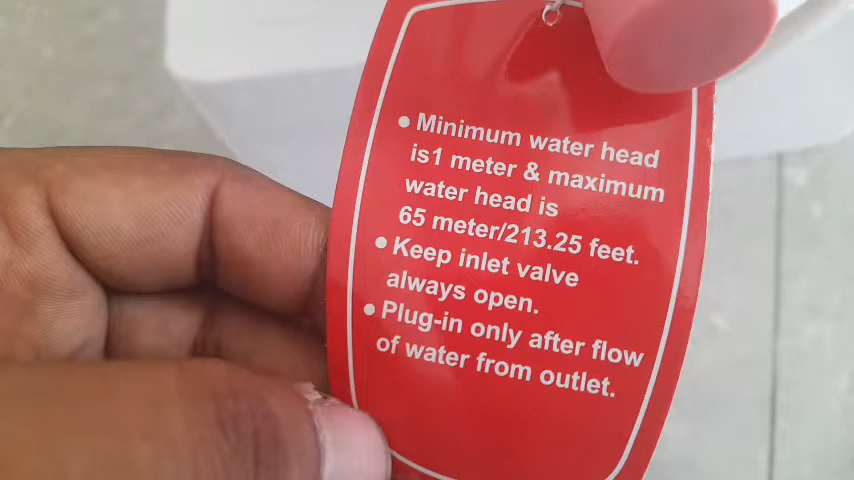 ● Minimum water head
is1 meter & maximum
water head is
65 meter/213.25 feet.
● Keep inlet valve
always open.
● Plug-in only after flow
of water from outlet.